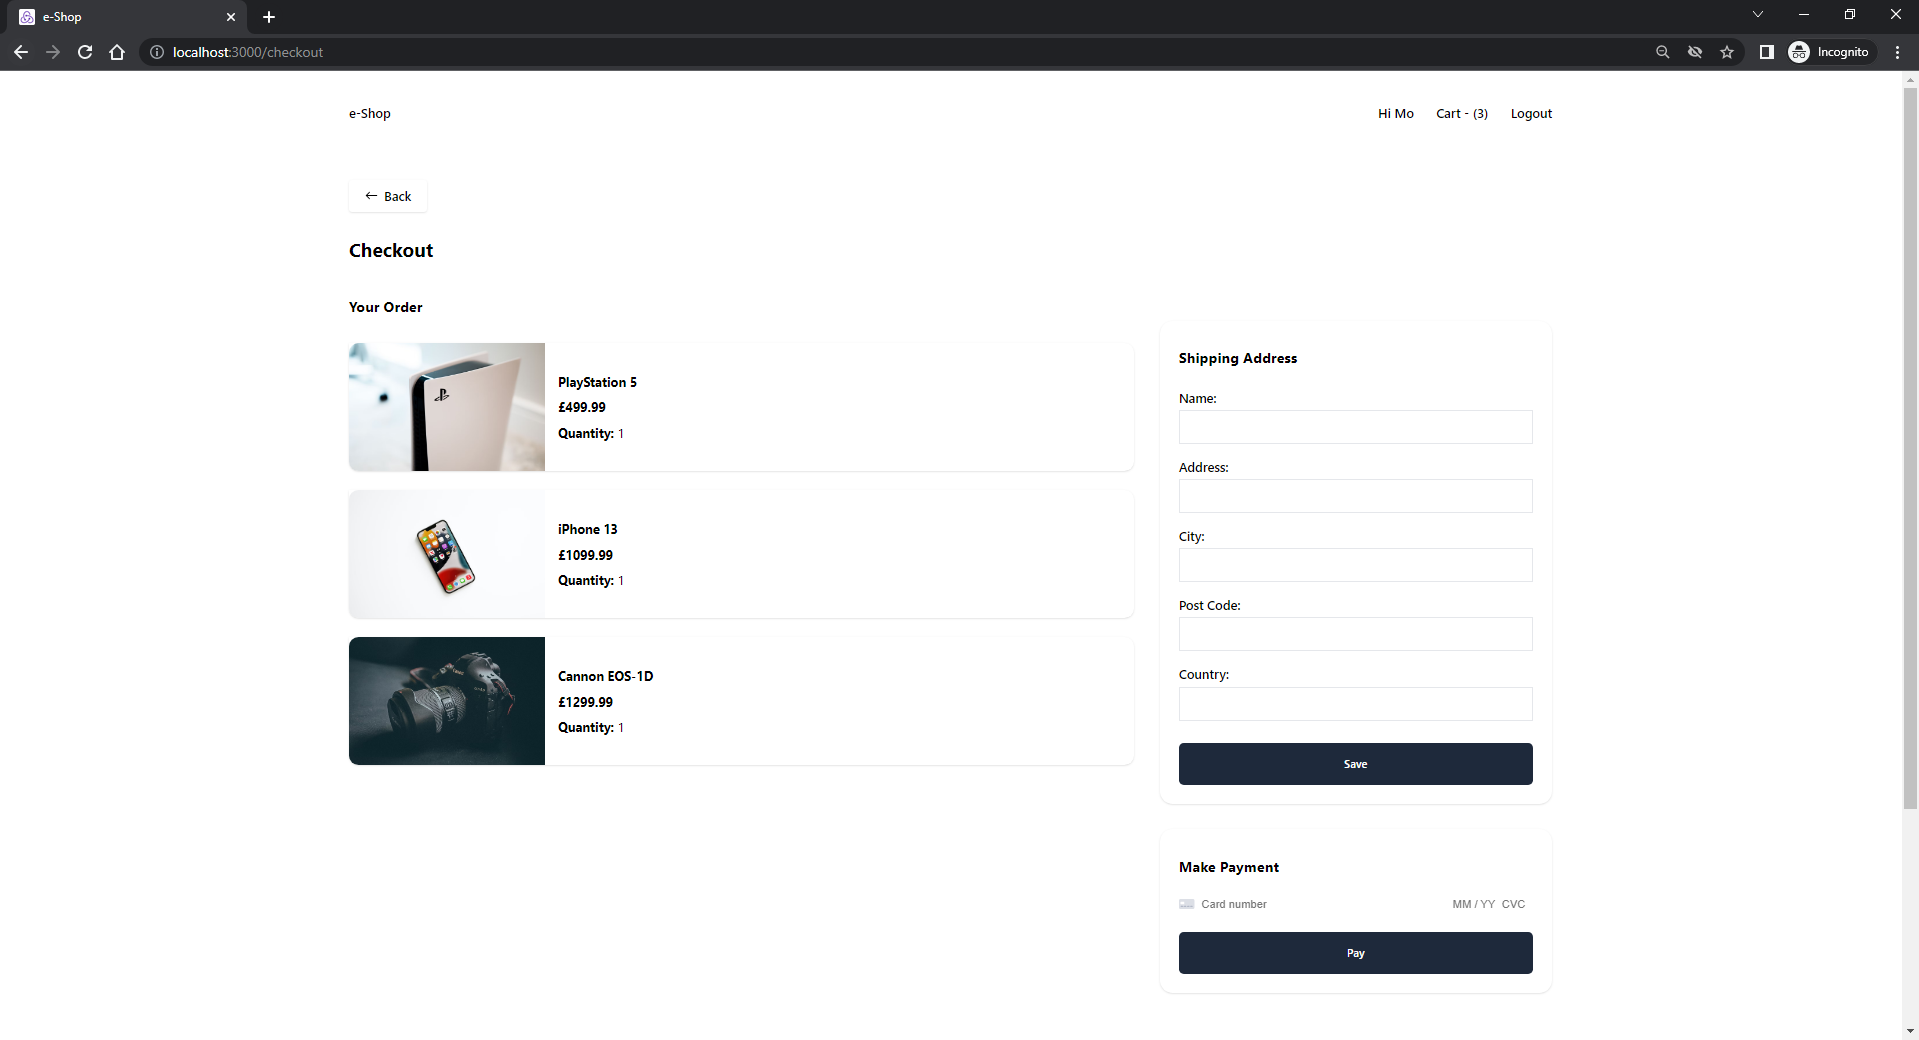 e-Shop
localhost:3000/checkout
Incognito
e-Shop
Hi Mo
Cart - (3)
Logout
← Back
Checkout
Your Order
PlayStation 5
£499.99
Quantity: 1
iPhone 13
£1099.99
Quantity: 1
Cannon EOS-1D
£1299.99
Quantity: 1
Shipping Address
Name:
Address:
City:
Post Code:
Country:
Save
Make Payment
Card number
MM / YY CVC
Pay